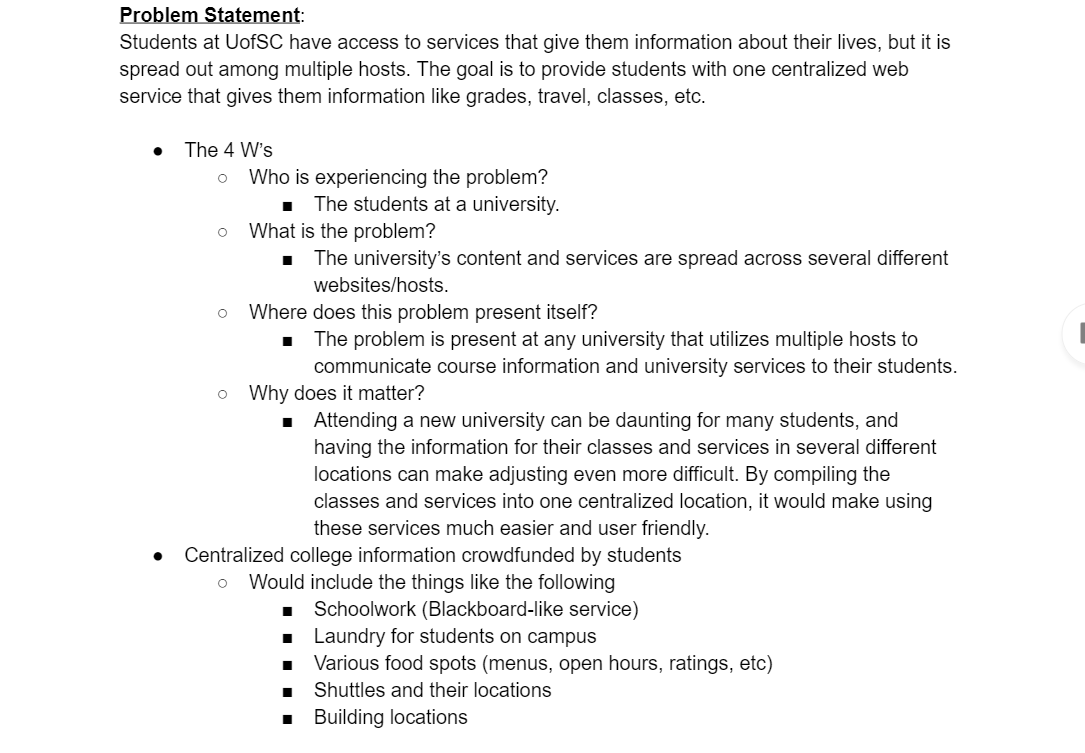 Problem Statement:
Students at UofSC have access to services that give them information about their lives, but it is
spread out among multiple hosts. The goal is to provide students with one centralized web
service that gives them information like grades, travel, classes, etc.
● The 4 W’s
○ Who is experiencing the problem?
■ The students at a university.
○ What is the problem?
■ The university’s content and services are spread across several different
websites/hosts.
○ Where does this problem present itself?
■ The problem is present at any university that utilizes multiple hosts to
communicate course information and university services to their students.
○ Why does it matter?
■ Attending a new university can be daunting for many students, and
having the information for their classes and services in several different
locations can make adjusting even more difficult. By compiling the
classes and services into one centralized location, it would make using
these services much easier and user friendly.
● Centralized college information crowdfunded by students
○ Would include the things like the following
■ Schoolwork (Blackboard-like service)
■ Laundry for students on campus
■ Various food spots (menus, open hours, ratings, etc)
■ Shuttles and their locations
■ Building locations